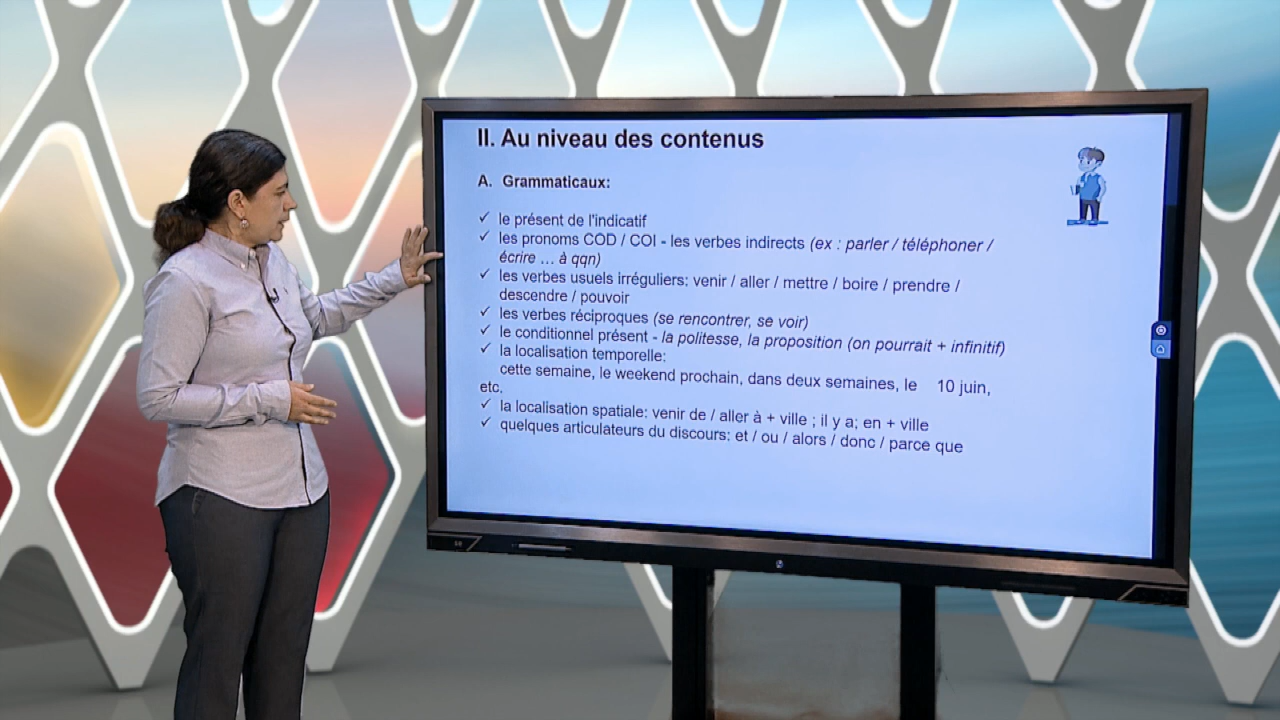 II. Au niveau des contenus
A. Grammaticaux:
✓ le présent de l'indicatif
✓ les pronoms COD / COI - les verbes indirects (ex : parler / téléphoner /
écrire ... à qqn)
✓ les verbes usuels irréguliers: venir / aller / mettre / boire / prendre /
descendre / pouvoir
✓ les verbes réciproques (se rencontrer, se voir)
✓ le conditionnel présent - la politesse, la proposition (on pourrait + infinitif)
✓ la localisation temporelle:
cette semaine, le weekend prochain, dans deux semaines, le 10 juin,
etc.
✓ la localisation spatiale: venir de / aller à + ville ; il y a; en + ville
✓ quelques articulateurs du discours: et / ou / alors / donc / parce que